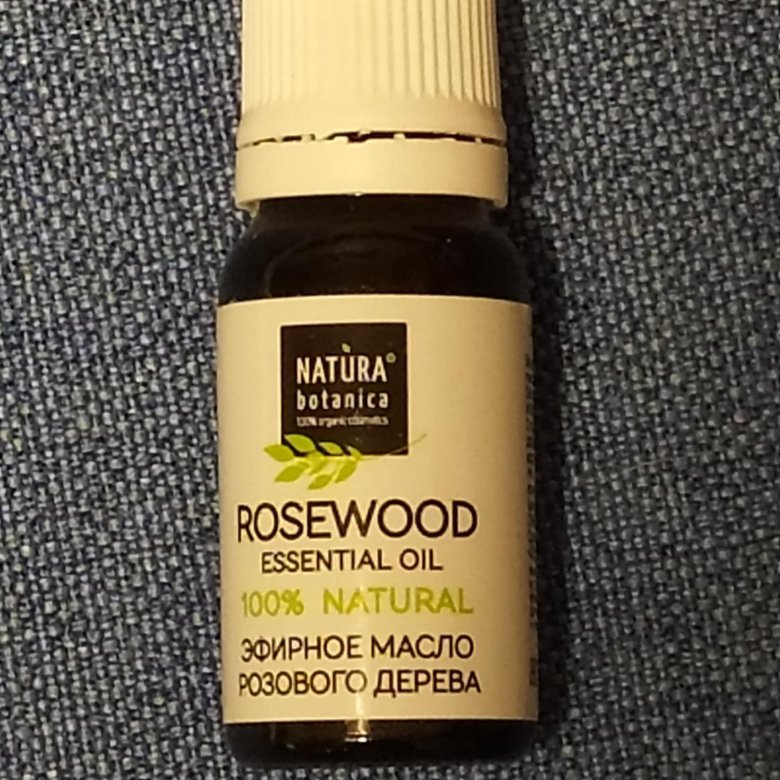 NATURA®
botanica
100% organic cosmetics
ROSEWOOD
ESSENTIAL OIL
100% NATURAL
ЭФИРНОЕ МАСЛО
РОЗОВОГО ДЕРЕВА